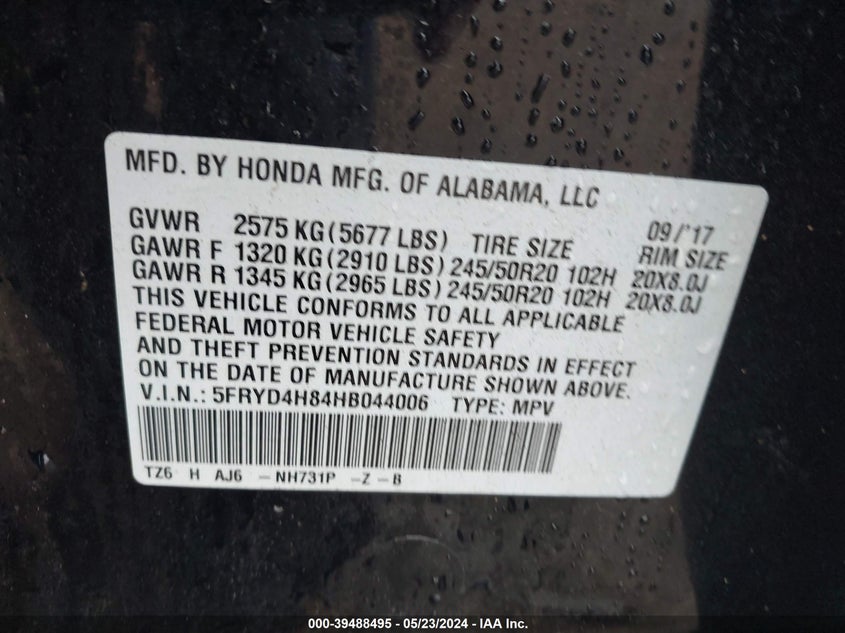 MFD. BY HONDA MFG. OF ALABAMA, LLC
09/'17
GVWR 2575 KG(5677 LBS) TIRE SIZE RIM SIZE
GAWR F 1320 KG(2910 LBS) 245/50R20 102H 20X8.0J
GAWR R 1345 KG(2965 LBS) 245/50R20 102H 20X8.0J
THIS VEHICLE CONFORMS TO ALL APPLICABLE
FEDERAL MOTOR VEHICLE SAFETY
AND THEFT PREVENTION STANDARDS IN EFFECT
ON THE DATE OF MANUFACTURE SHOWN ABOVE.
V.I.N.: 5FRYD4H84HB044006 TYPE: MPV
TZ6 H AJ6 -NH731P -Z-B
000-39488495 - 05/23/2024 - IAA Inc.